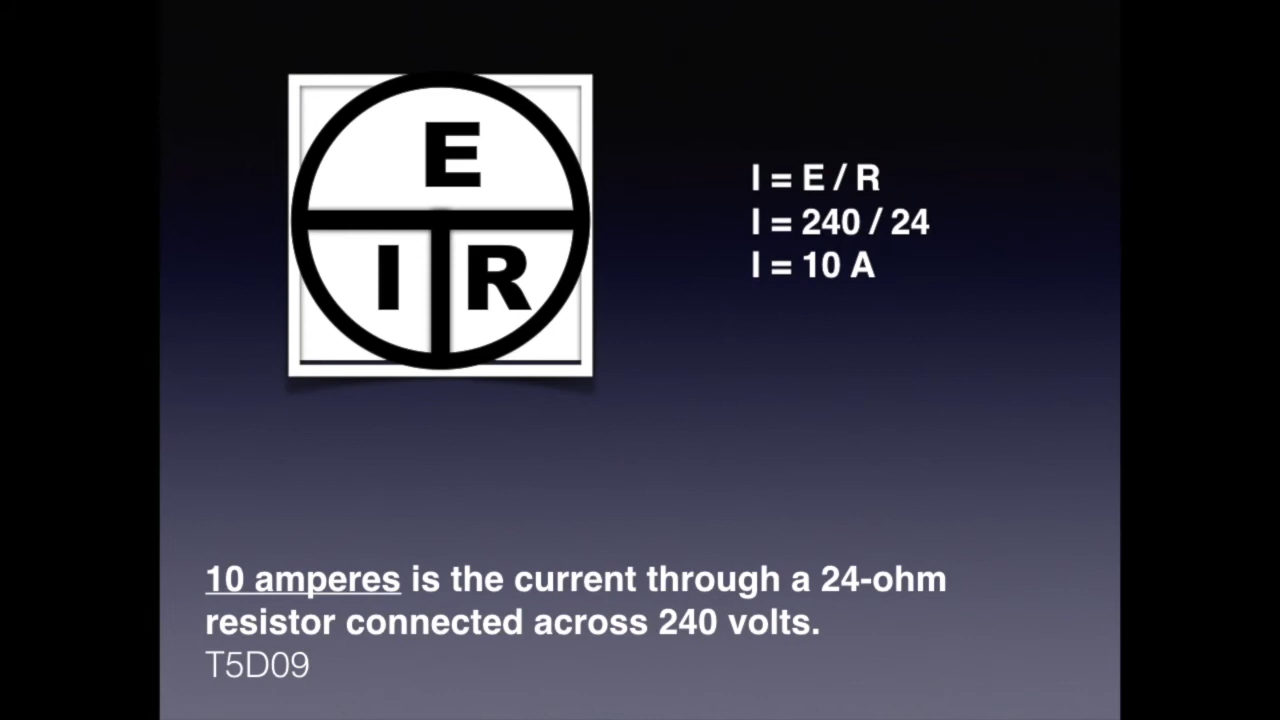 E
I R
I = E / R
I = 240 / 24
I = 10 A
10 amperes is the current through a 24-ohm
resistor connected across 240 volts.
T5D09